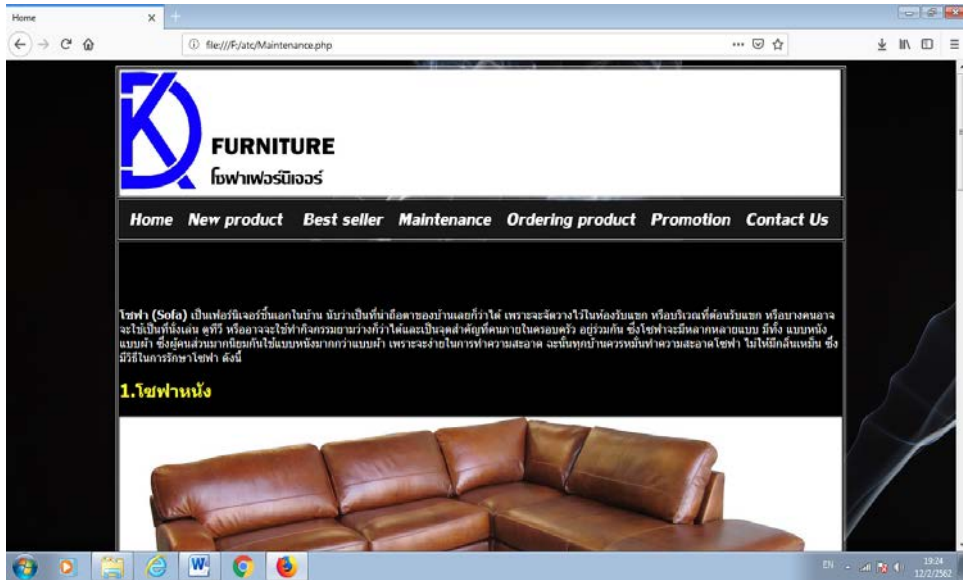 Home
file:///F:/atc/Maintenance.php
FURNITURE
โซฟาเฟอร์นิเจอร์
Home New product Best seller Maintenance Ordering product Promotion Contact Us
โซฟา (Sofa) เป็นเฟอร์นิเจอร์ชิ้นเอกในบ้าน นับว่าเป็นที่น่าถือตาของบ้านเลยก็ว่าได้ เพราะจะจัดวางไว้ในห้องรับแขก หรือบริเวณที่ต้อนรับแขก หรือบางคนอาจ
จะใช้เป็นที่นั่งเล่น ดูทีวี หรืออาจจะใช้ทำกิจกรรมยามว่างก็ว่าได้และเป็นจุดสำคัญที่คนภายในครอบครัว อยู่ร่วมกัน ซึ่งโซฟาจะมีหลากหลายแบบ มีทั้ง แบบหนัง
แบบผ้า ซึ่งผู้คนส่วนมากนิยมกันใช้แบบหนังมากกว่าแบบผ้า เพราะจะง่ายในการทำความสะอาด ฉะนั้นทุกบ้านควรหมั่นทำความสะอาดโซฟา ไม่ให้มีกลิ่นเหม็น ซึ่ง
มีวิธีในการรักษาโซฟา ดังนี้
1.โซฟาหนัง
EN
19:24
12/2/2562